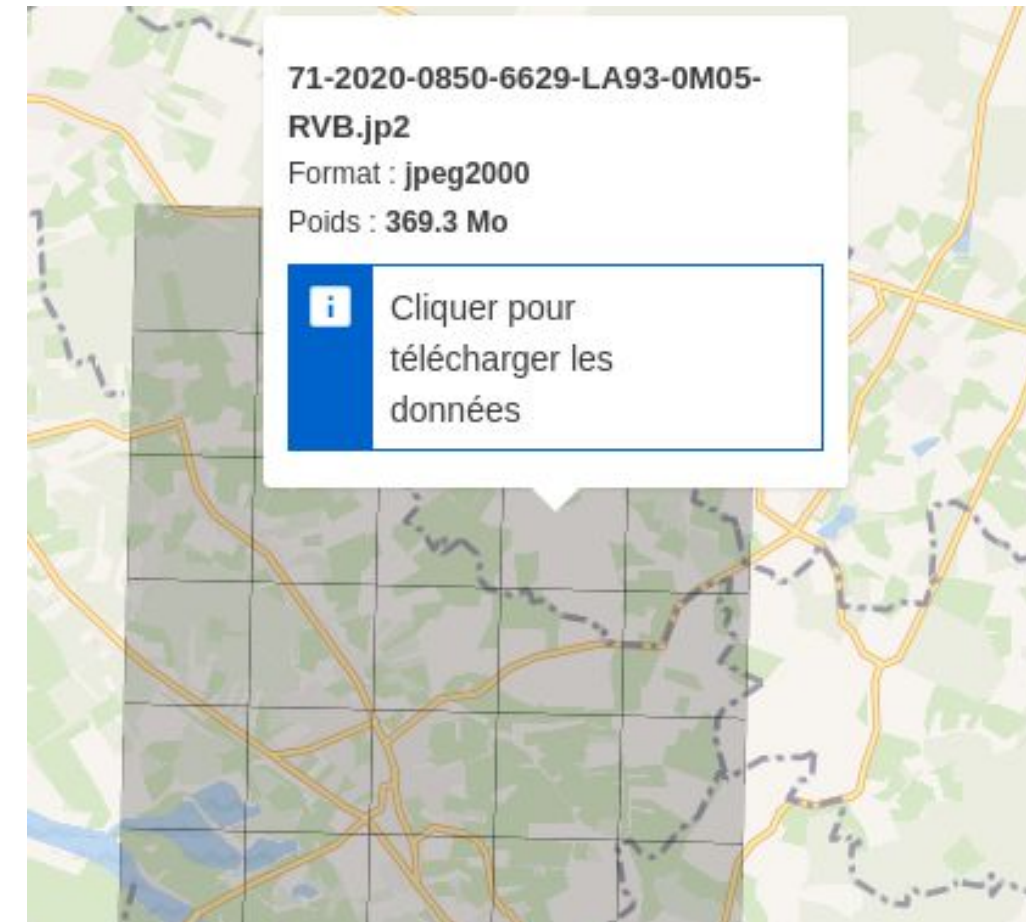 71-2020-0850-6629-LA93-0M05-
RVB.jp2
Format : jpeg2000
Poids : 369.3 Mo
i
Cliquer pour
télécharger les
données